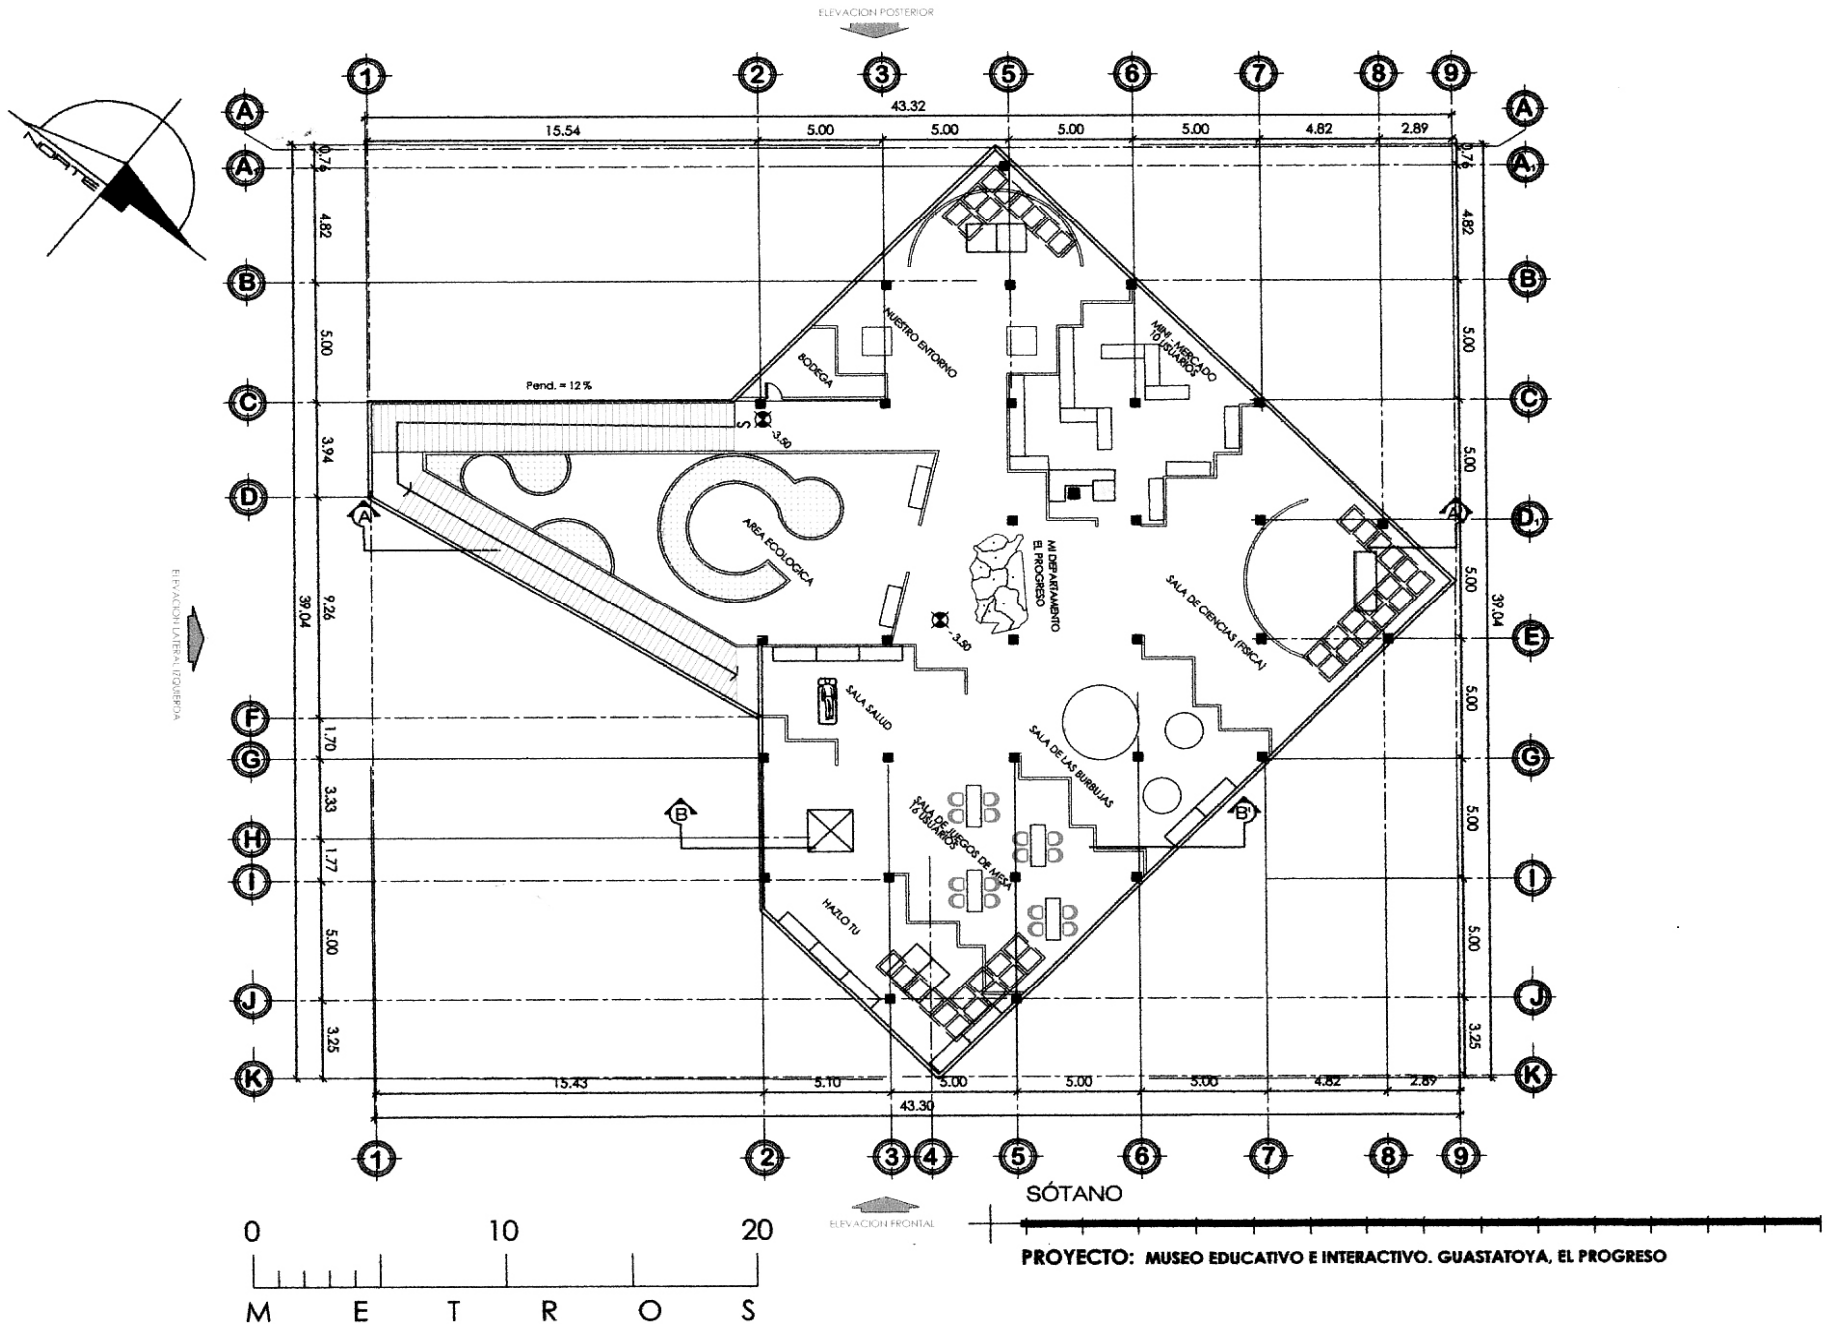 ELEVACION POSTERIOR
1 2 3 5 6 7 8 9
43.32
15.54 5.00 5.00 5.00 5.00 4.82 2.89
NORTE
A A
A1 A1
B B
C C
D D1
E
F
G G
H
I I
J J
K K
0.76
4.82
5.00
3.94
9.26
1.70
3.33
1.77
5.00
3.25
39.04
0.76
4.82
5.00
5.00
5.00
5.00
5.00
5.00
3.25
39.04
ELEVACION LATERAL IZQUIERDA
Pend. = 12%
BODEGA
NUESTRO ENTORNO
MINI - MERCADO
10 USUARIOS
S
-3.50
AREA ECOLOGICA
A
A'
MI DEPARTAMENTO
EL PROGRESO
SALA DE CIENCIAS (FISICA)
-3.50
SALA SALUD
SALA DE LAS BURBUJAS
B
B'
SALA DE JUEGOS DE MESA
16 USUARIOS
HAZLO TU
15.43 5.10 5.00 5.00 5.00 4.82 2.89
43.30
1 2 3 4 5 6 7 8 9
ELEVACION FRONTAL
SÓTANO
PROYECTO: MUSEO EDUCATIVO E INTERACTIVO. GUASTATOYA, EL PROGRESO
0 10 20
M E T R O S